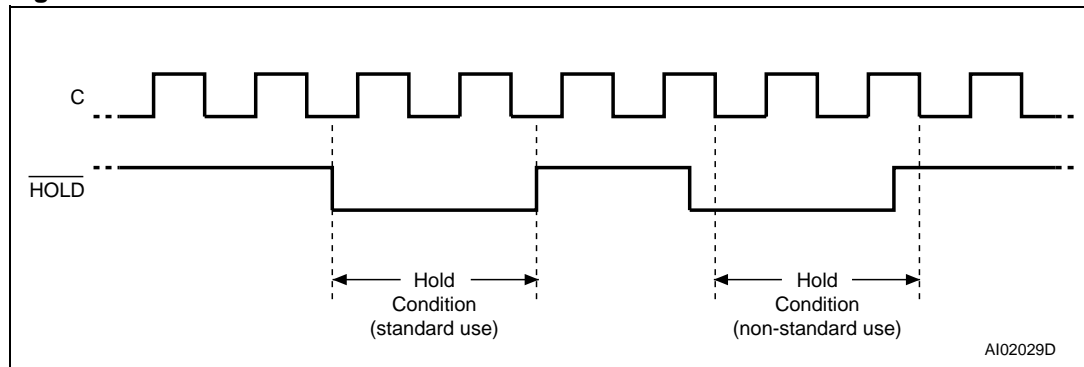 C
HOLD
Hold
Condition
(standard use)
Hold
Condition
(non-standard use)
AI02029D